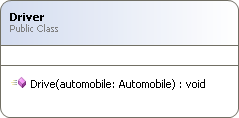 Driver
Public Class
Drive(automobile: Automobile) : void